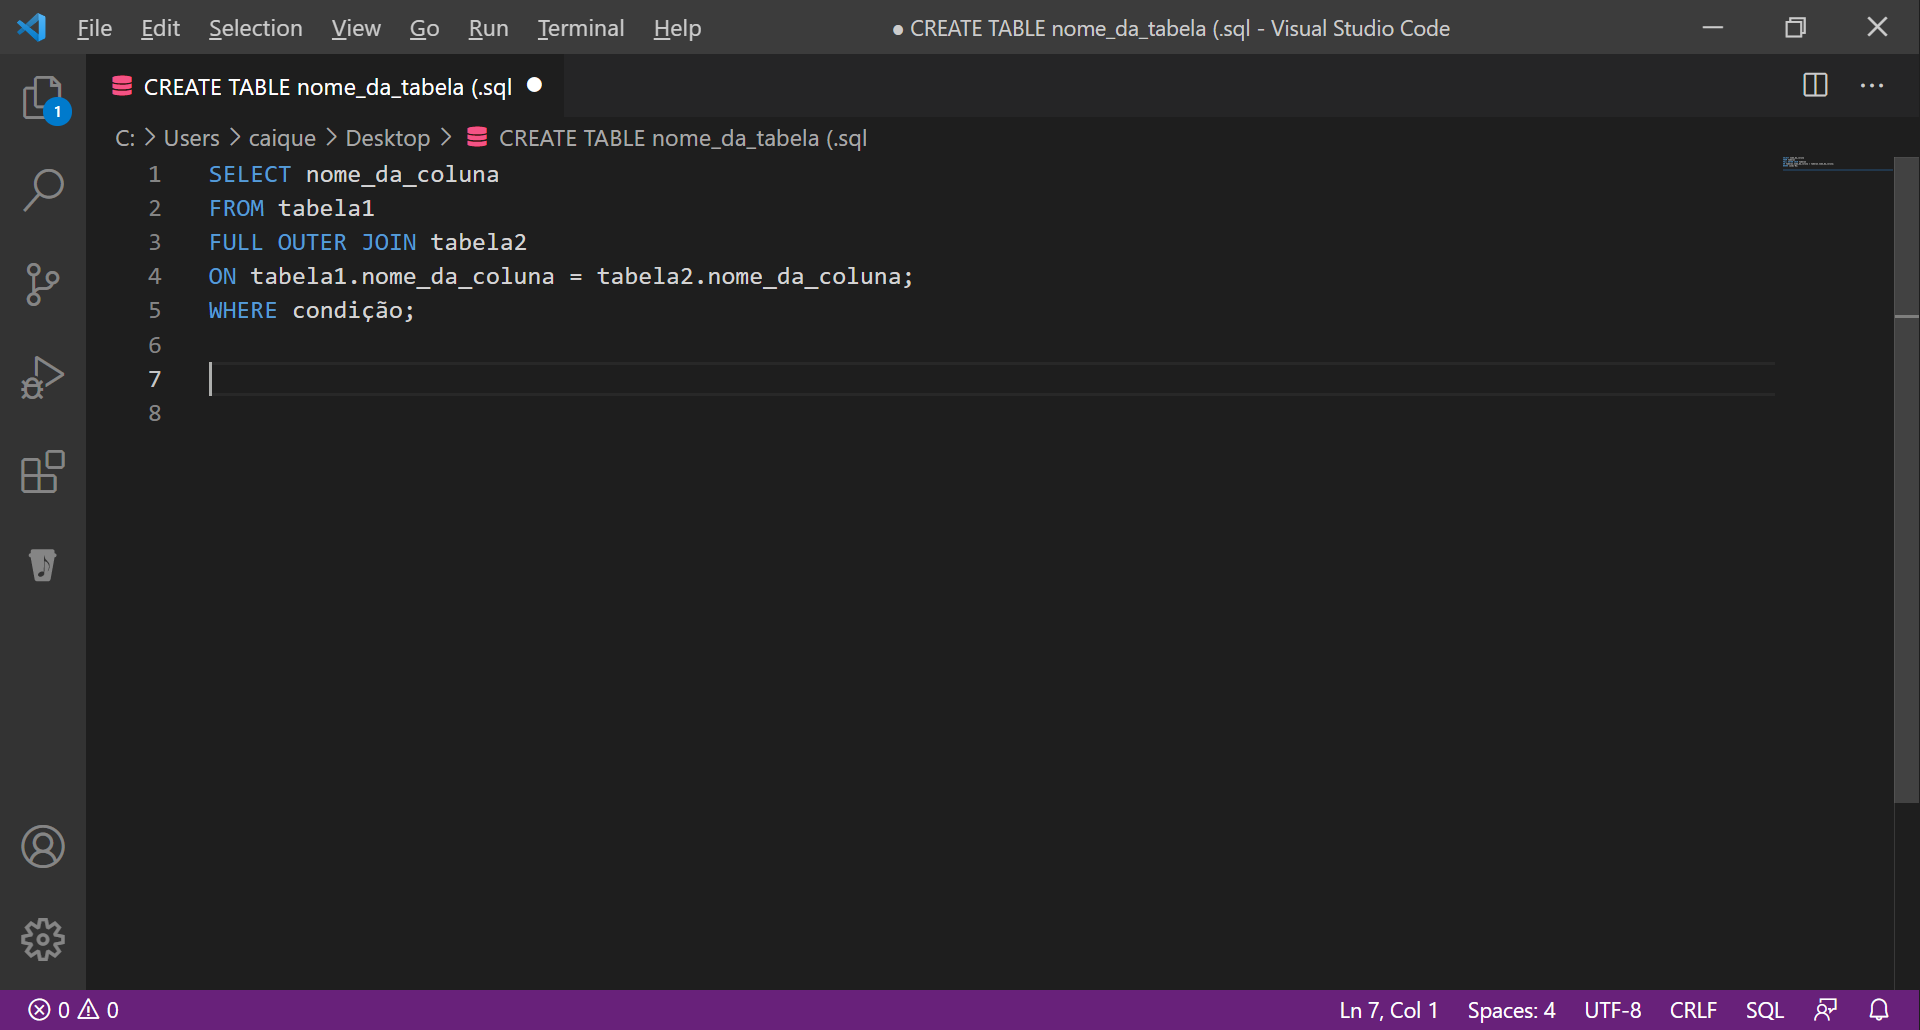 File Edit Selection View Go Run Terminal Help ● CREATE TABLE nome_da_tabela (.sql - Visual Studio Code
CREATE TABLE nome_da_tabela (.sql
1
C: > Users > caique > Desktop > CREATE TABLE nome_da_tabela (.sql
1 SELECT nome_da_coluna
2 FROM tabela1
3 FULL OUTER JOIN tabela2
4 ON tabela1.nome_da_coluna = tabela2.nome_da_coluna;
5 WHERE condição;
6
7
8
0 0 Ln 7, Col 1 Spaces: 4 UTF-8 CRLF SQL